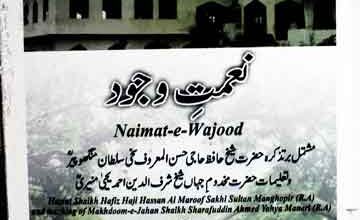 نعمتِ وجود
Naimat-e-Wajood
مشتمل بر تذکرہ حضرت شیخ حافظ حاجی حسن المعروف سخی سلطان منگھوپیرؒ
و تعلیمات حضرت مخدوم جہاں شیخ شرف الدین احمد یحییٰ منیریؒ
Hazrat Shaikh Hafiz Haji Hassan Al Maroof Sakhi Sultan Manghopir (R.A)
and teaching of Makhdoom-e-Jahan Shaikh Sharafuddin Ahmed Yahya Maneri (R.A)